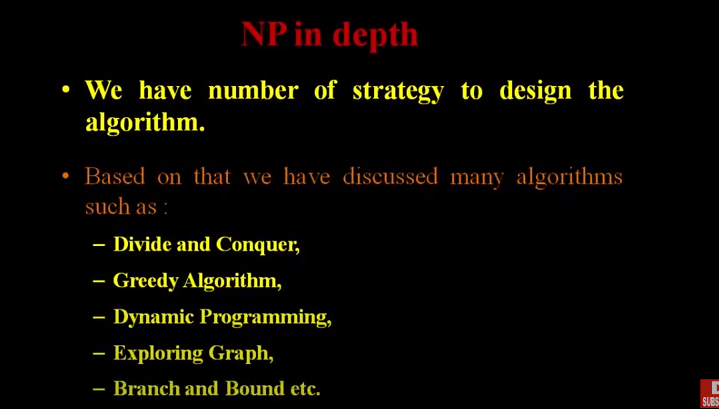 NP in depth
• We have number of strategy to design the
algorithm.
• Based on that we have discussed many algorithms
such as :
– Divide and Conquer,
– Greedy Algorithm,
– Dynamic Programming,
– Exploring Graph,
– Branch and Bound etc.